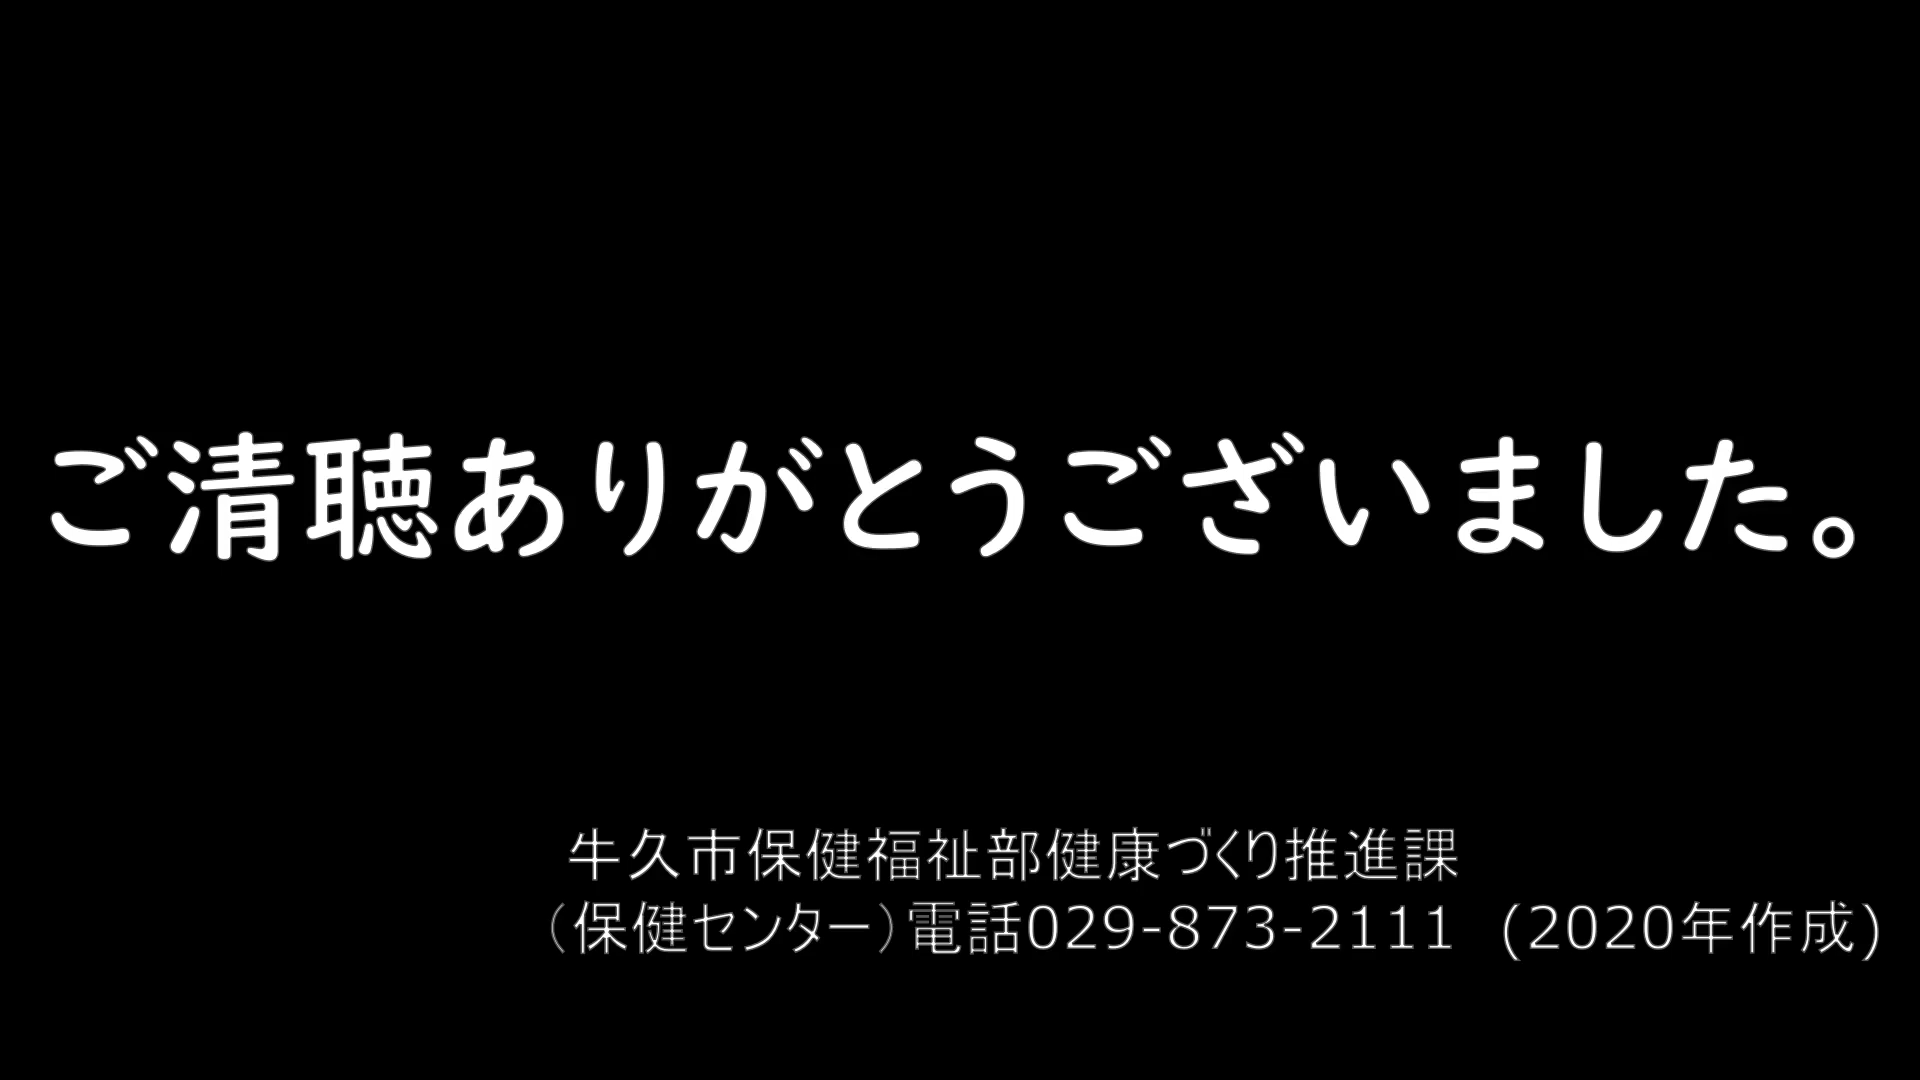 ご清聴ありがとうございました。
牛久市保健福祉部健康づくり推進課
（保健センター）電話029-873-2111　(2020年作成)